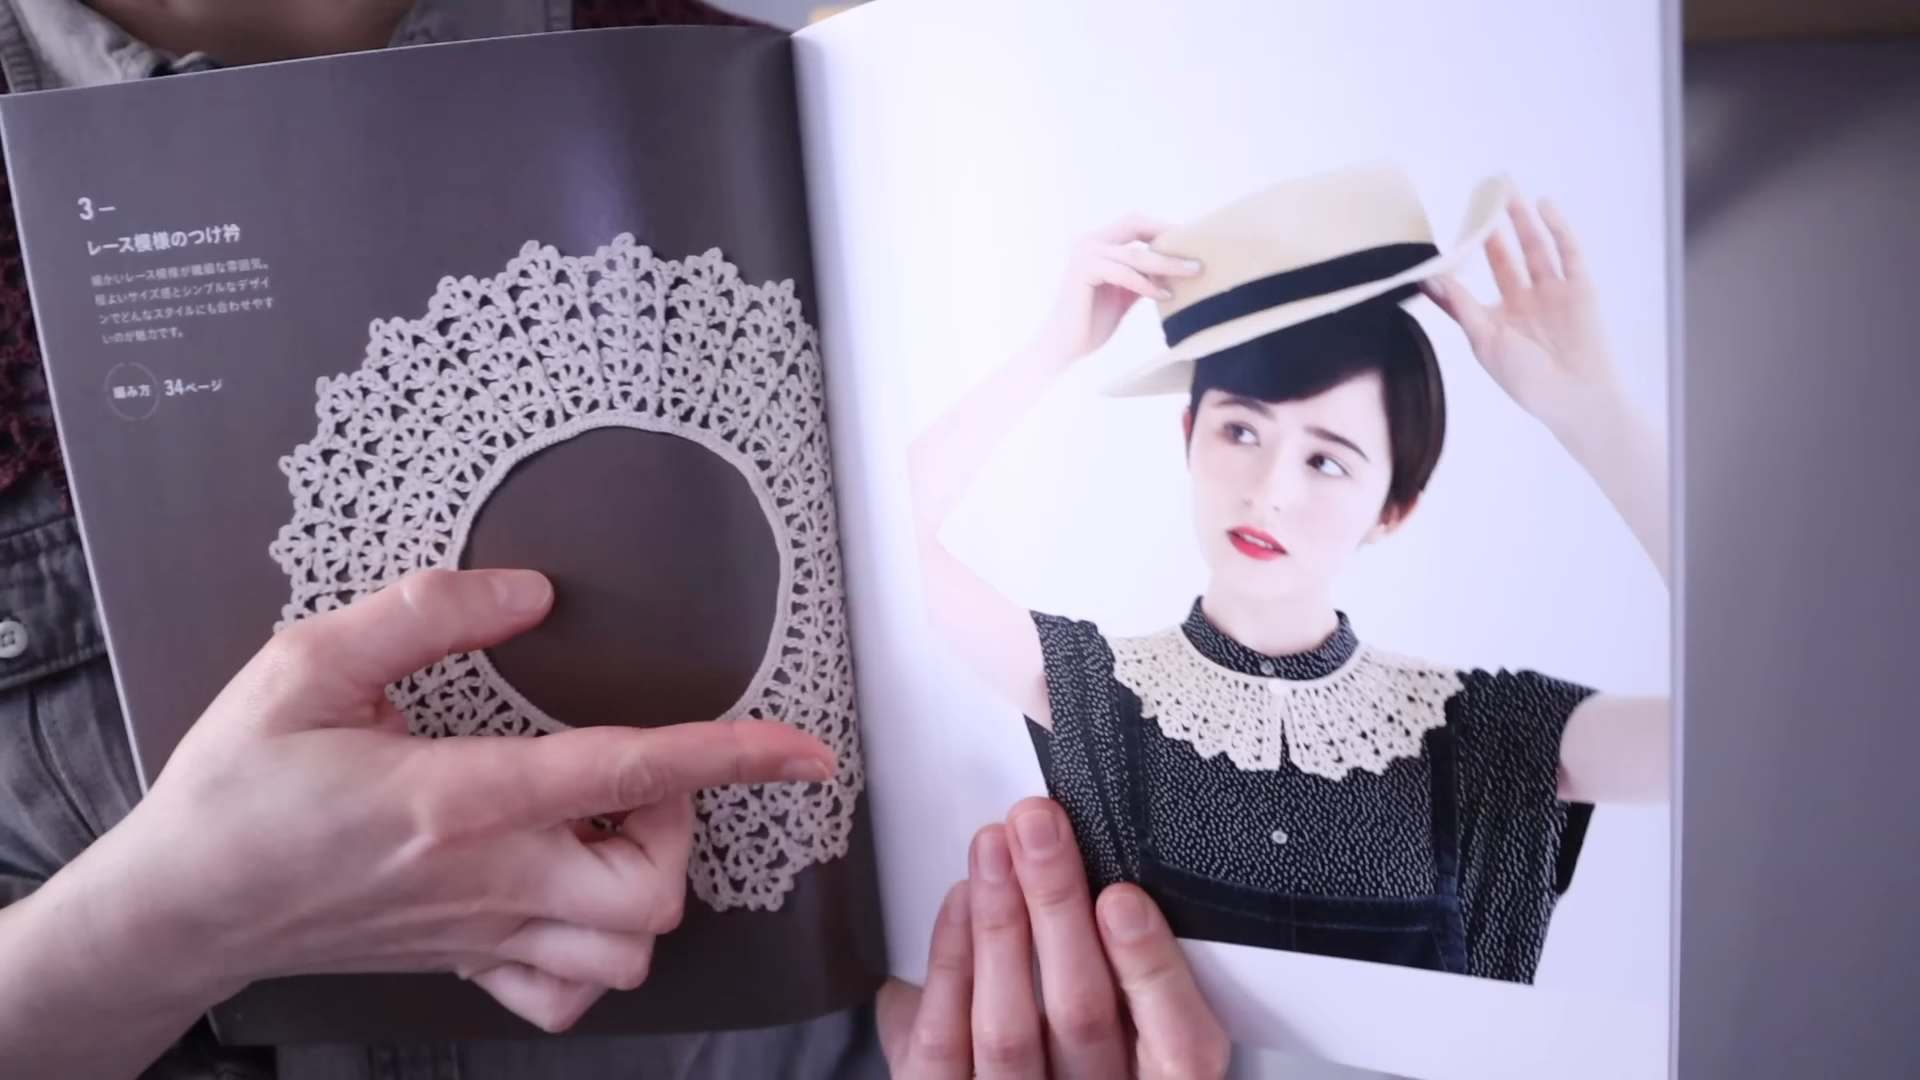 3 —
レース模様のつけ衿
細かいレース模様が繊細な雰囲気。
程よいサイズ感とシンプルなデザイ
ンでどんなスタイルにも合わせやす
いのが魅力です。
編み方 34ページ